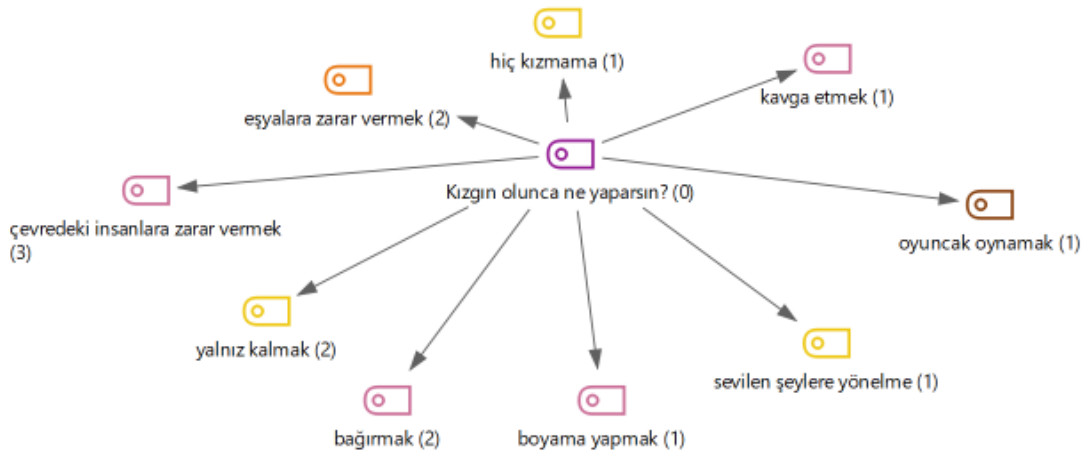 hiç kızmama (1)
kavga etmek (1)
eşyalara zarar vermek (2)
Kızgın olunca ne yaparsın? (0)
çevredeki insanlara zarar vermek
(3)
oyuncak oynamak (1)
yalnız kalmak (2)
sevilen şeylere yönelme (1)
bağırmak (2)
boyama yapmak (1)